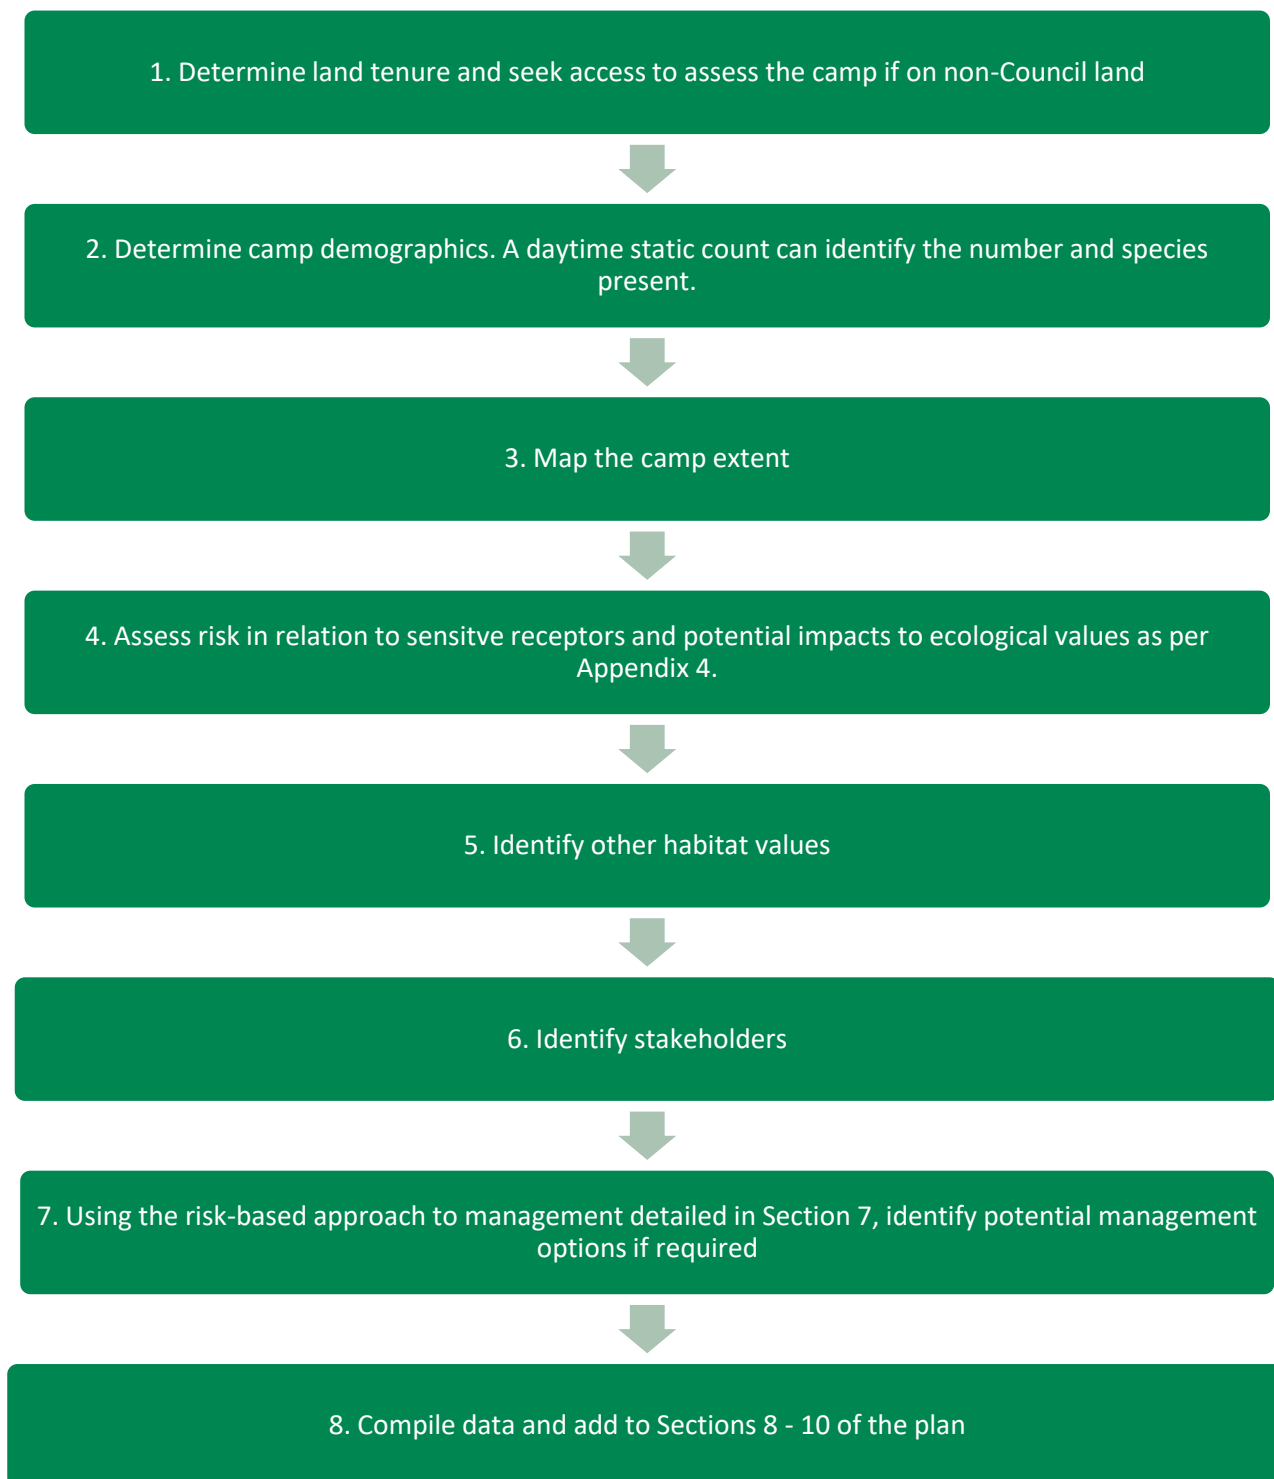 1. Determine land tenure and seek access to assess the camp if on non-Council land
2. Determine camp demographics. A daytime static count can identify the number and species
present.
3. Map the camp extent
4. Assess risk in relation to sensitve receptors and potential impacts to ecological values as per
Appendix 4.
5. Identify other habitat values
6. Identify stakeholders
7. Using the risk-based approach to management detailed in Section 7, identify potential management
options if required
8. Compile data and add to Sections 8 - 10 of the plan